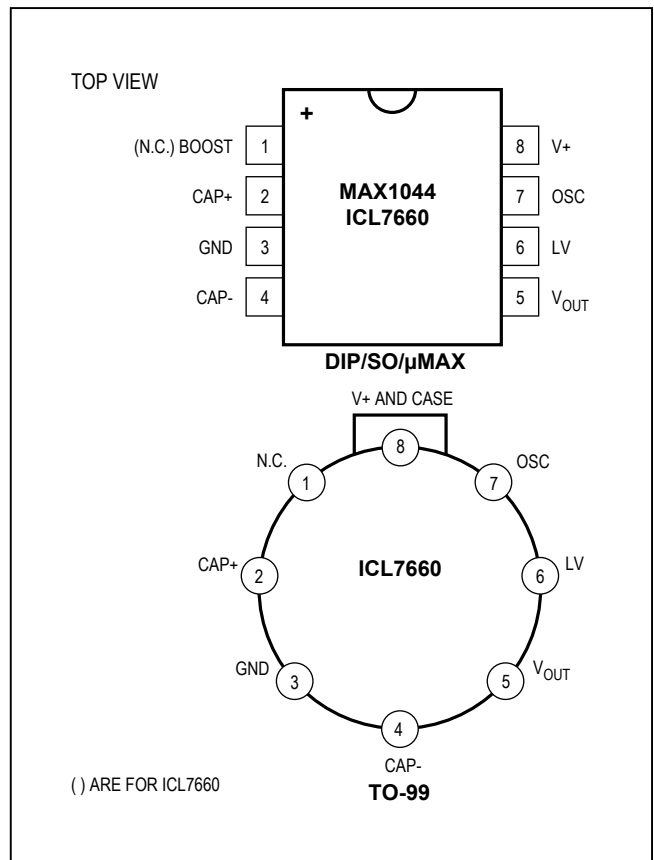 TOP VIEW
+
(N.C.) BOOST 1
8 V+
CAP+ 2
7 OSC
GND 3
6 LV
CAP- 4
5 VOUT
MAX1044
ICL7660
DIP/SO/µMAX
V+ AND CASE
8
N.C. 1
7 OSC
CAP+ 2
ICL7660
6 LV
GND 3
5 VOUT
4
CAP-
TO-99
( ) ARE FOR ICL7660